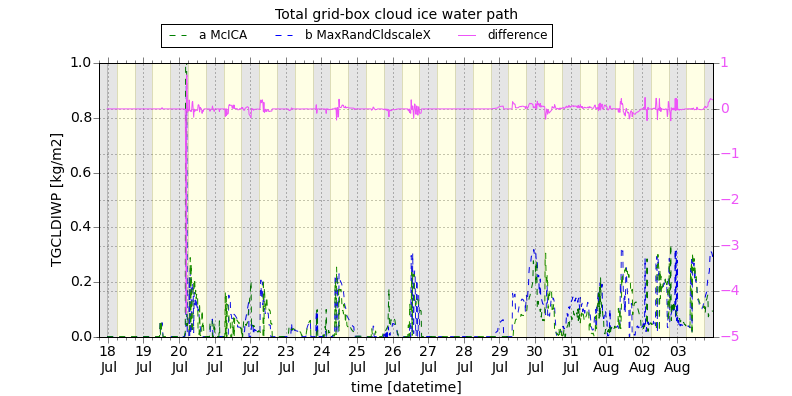 Total grid-box cloud ice water path
a McICA b MaxRandCldscaleX difference
1.0 1
0.8 0
0.6 −1
−2
0.4 −3
0.2 −4
0.0 −5
TGCLDIWP [kg/m2]
18 19 20 21 22 23 24 25 26 27 28 29 30 31 01 02 03
Jul Jul Jul Jul Jul Jul Jul Jul Jul Jul Jul Jul Jul Jul Aug Aug Aug
time [datetime]